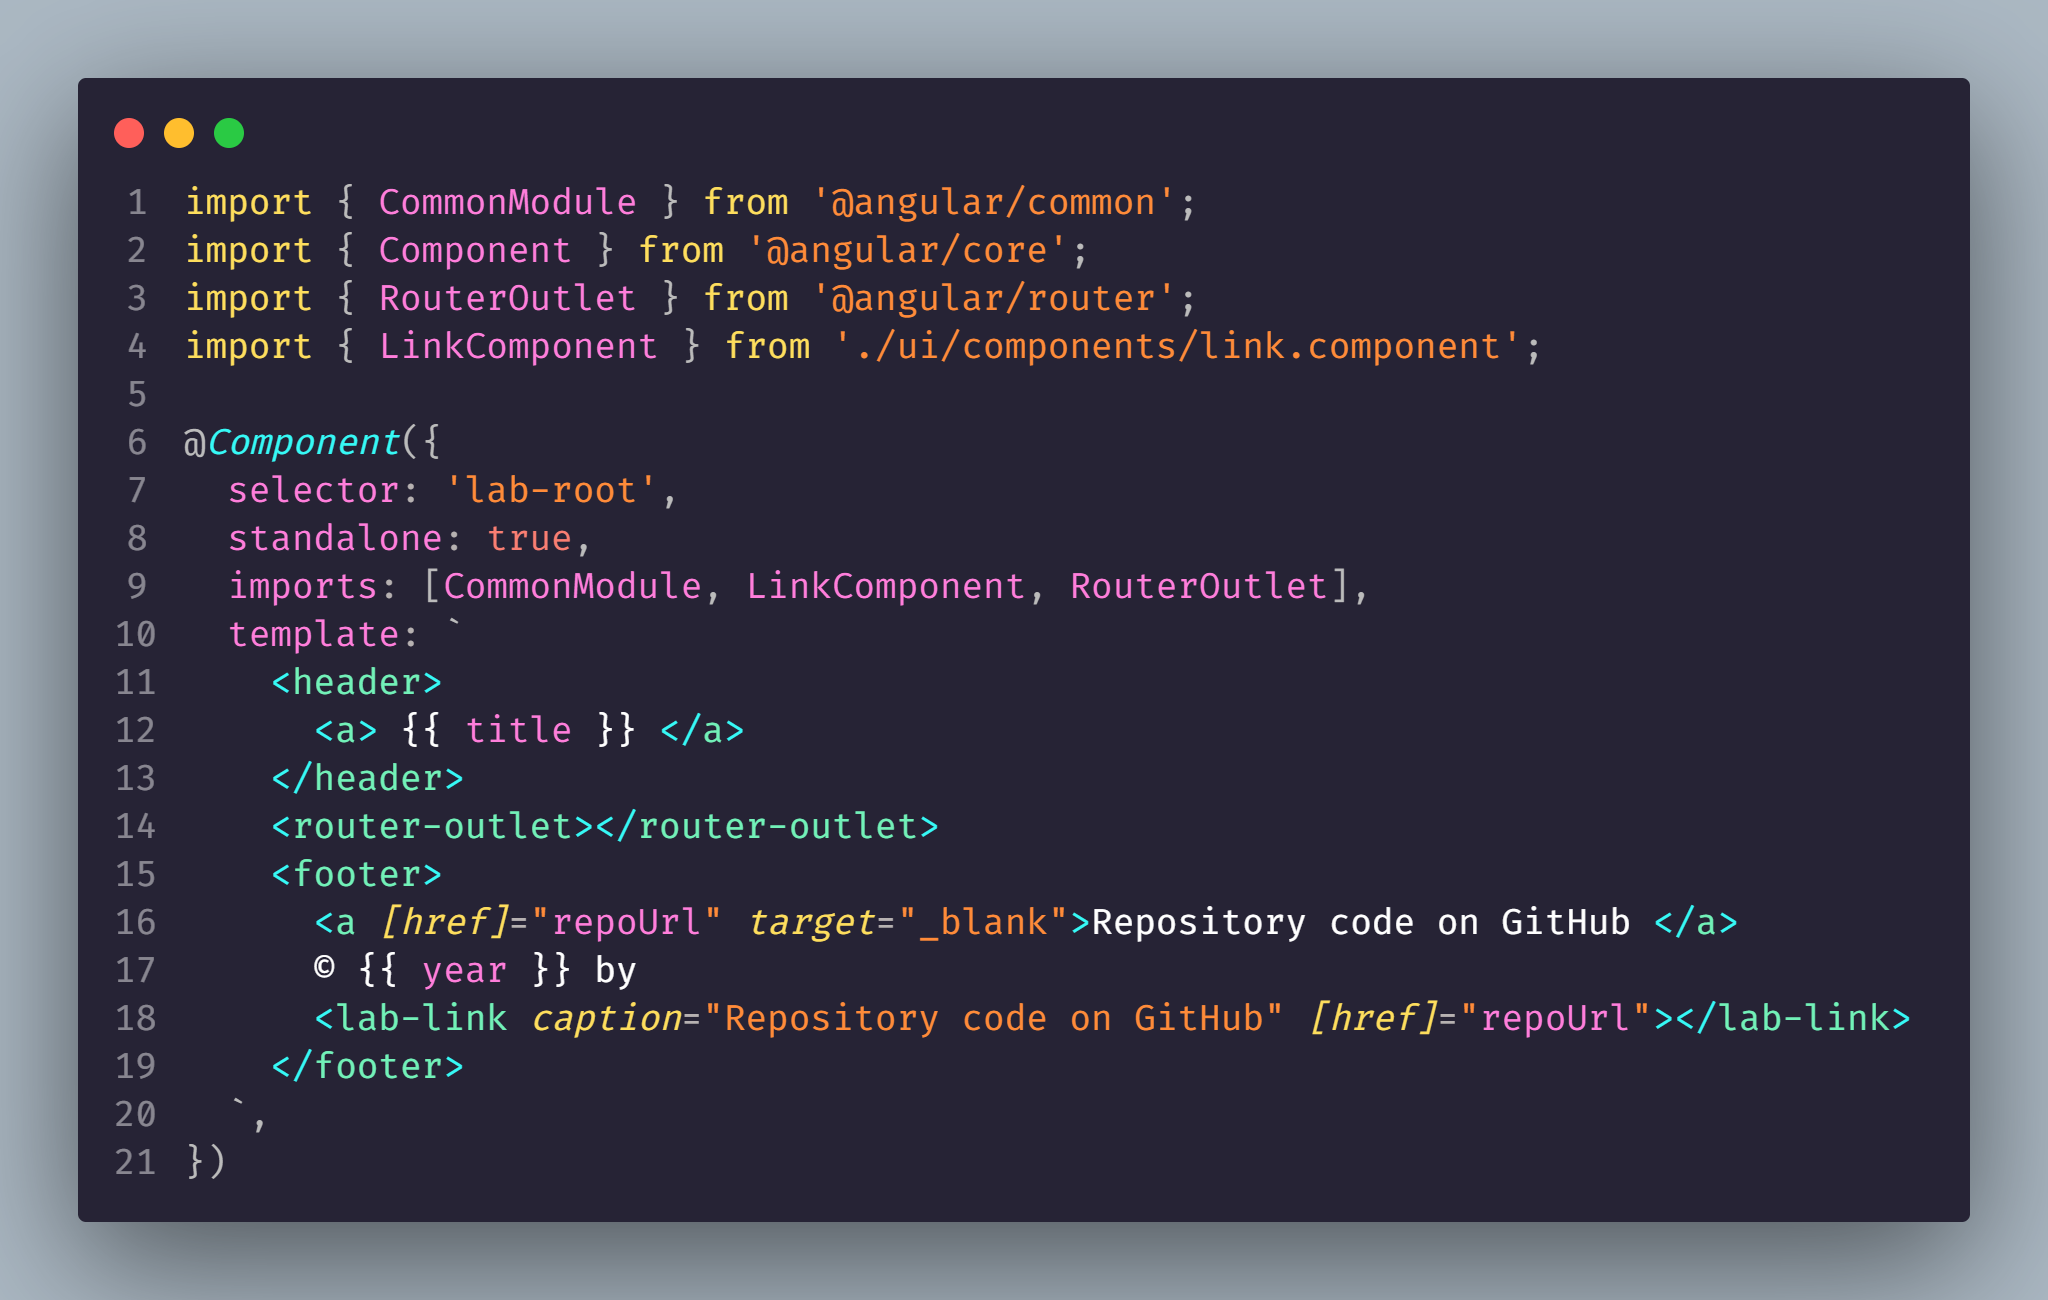 1 import { CommonModule } from '@angular/common';
2 import { Component } from '@angular/core';
3 import { RouterOutlet } from '@angular/router';
4 import { LinkComponent } from './ui/components/link.component';
5
6 @Component({
7   selector: 'lab-root',
8   standalone: true,
9   imports: [CommonModule, LinkComponent, RouterOutlet],
10   template: `
11     <header>
12       <a> {{ title }} </a>
13     </header>
14     <router-outlet></router-outlet>
15     <footer>
16       <a [href]="repoUrl" target="_blank">Repository code on GitHub </a>
17       © {{ year }} by
18       <lab-link caption="Repository code on GitHub" [href]="repoUrl"></lab-link>
19     </footer>
20   `,
21 })